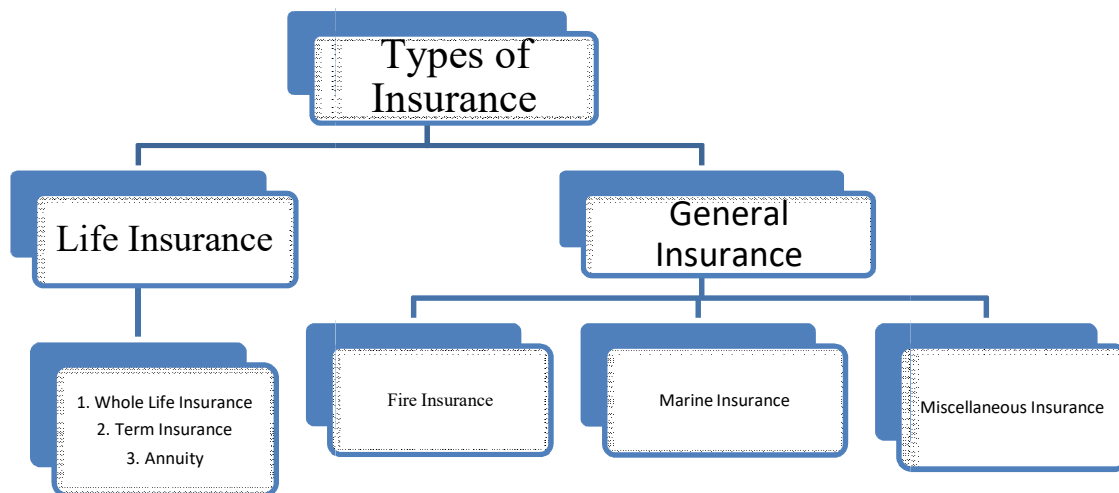 Types of
Insurance
Life Insurance
General
Insurance
1. Whole Life Insurance
2. Term Insurance
3. Annuity
Fire Insurance
Marine Insurance
Miscellaneous Insurance